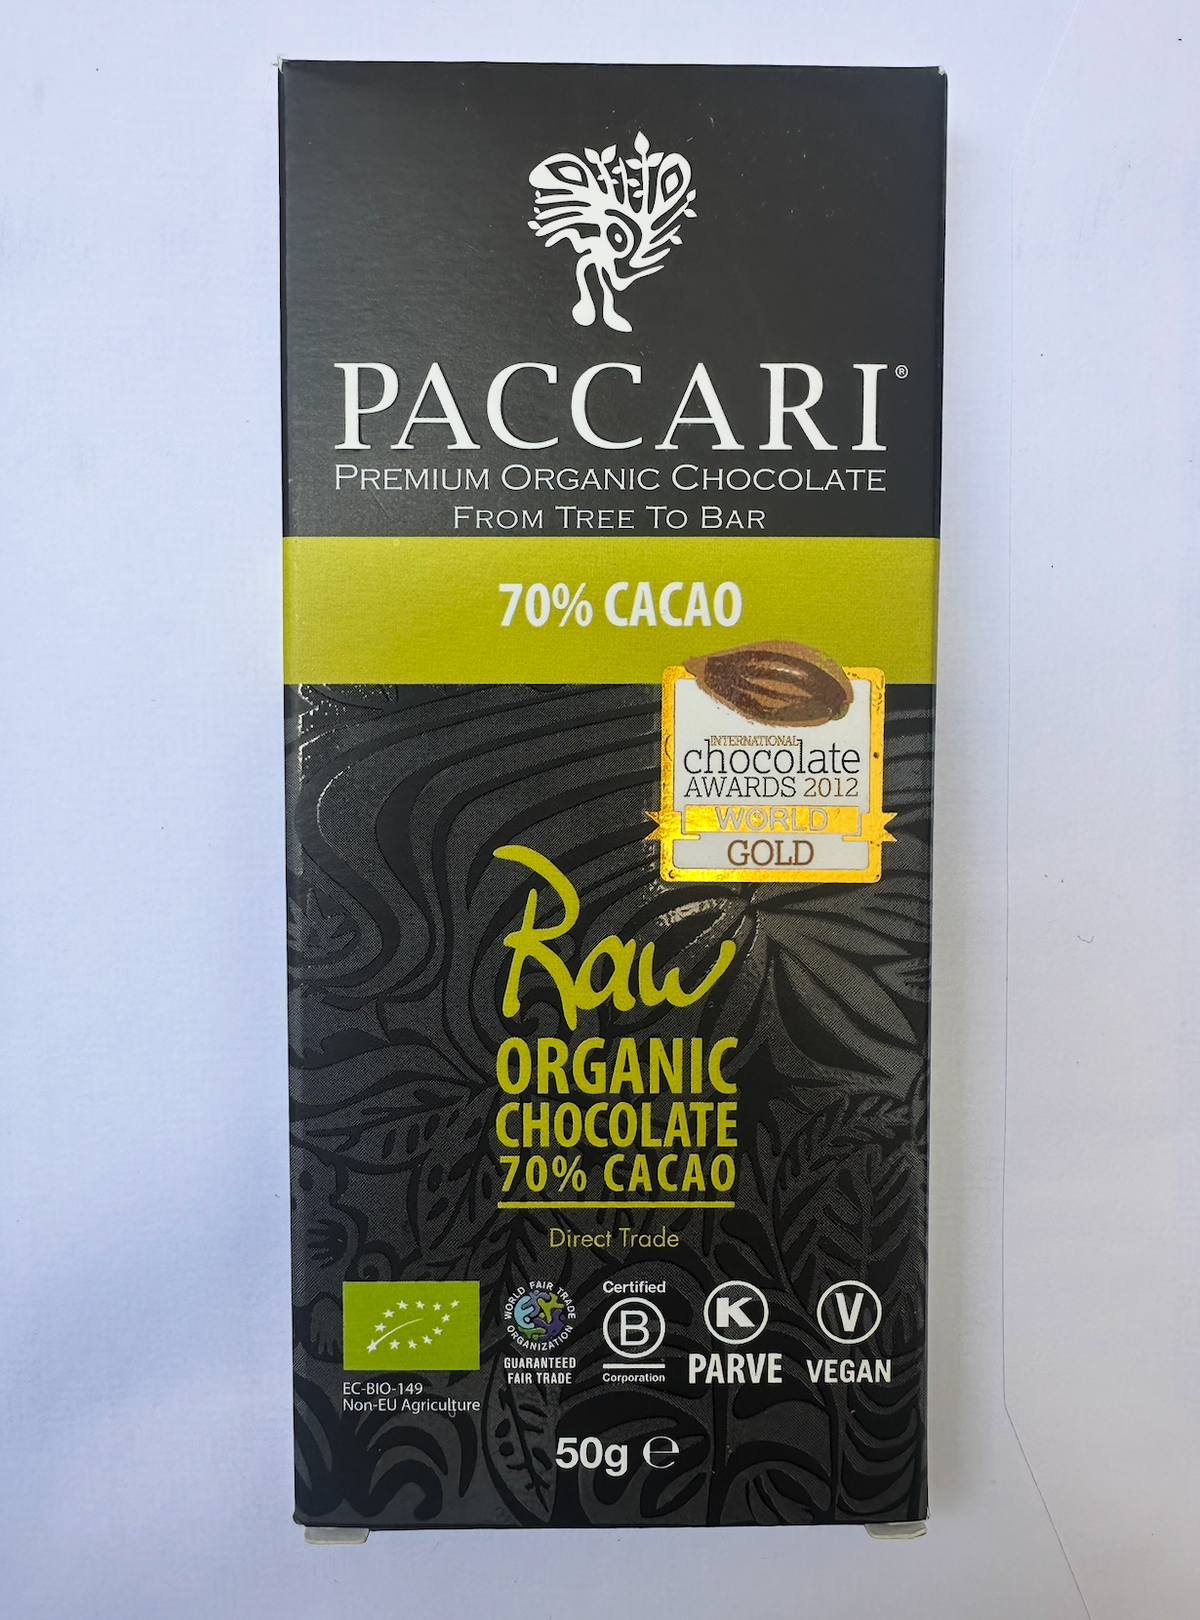 PACCARI®
PREMIUM ORGANIC CHOCOLATE
FROM TREE TO BAR
70% CACAO
INTERNATIONAL
chocolate
AWARDS 2012
WORLD
GOLD
Raw
ORGANIC
CHOCOLATE
70% CACAO
Direct Trade
EC-BIO-149
Non-EU Agriculture
WORLD FAIR TRADE
ORGANIZATION
GUARANTEED
FAIR TRADE
Certified
B
Corporation
K
PARVE
V
VEGAN
50g ℮